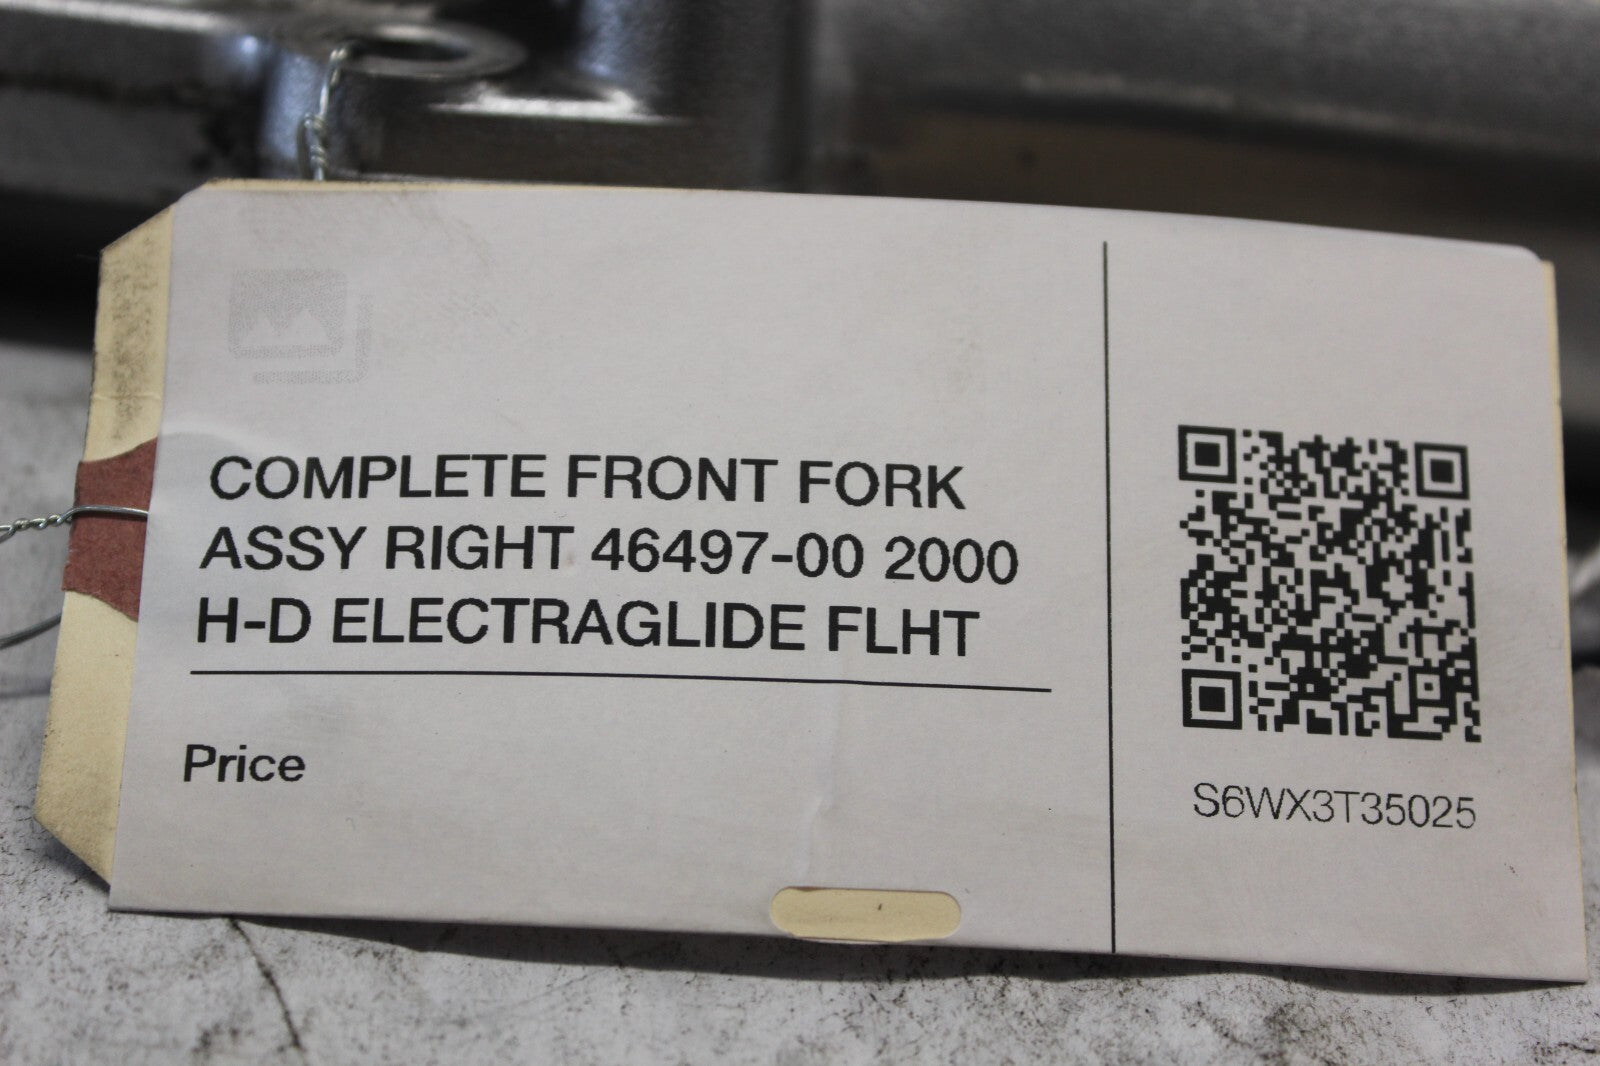 COMPLETE FRONT FORK
ASSY RIGHT 46497-00 2000
H-D ELECTRAGLIDE FLHT
Price
S6WX3T35025